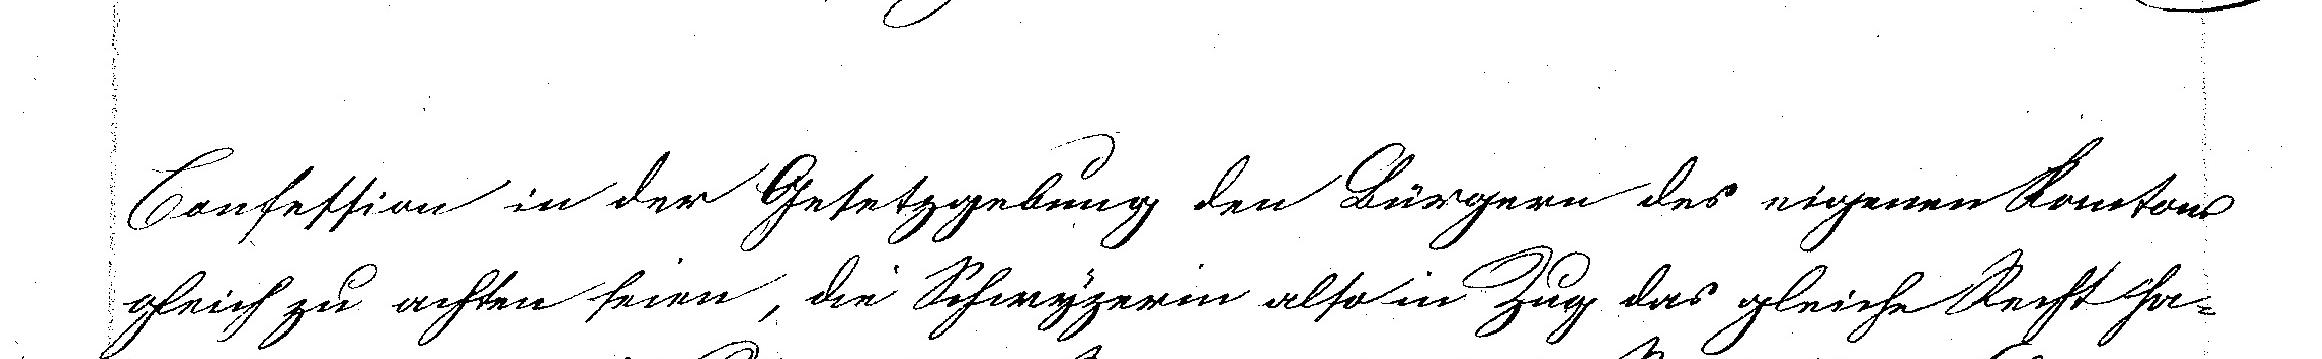 Confession in der Gesetzgebung den Bürgern des eigenen Kantons
gleich zu achten seien, die Schwÿzerin also in Zug das gleiche Recht ha-